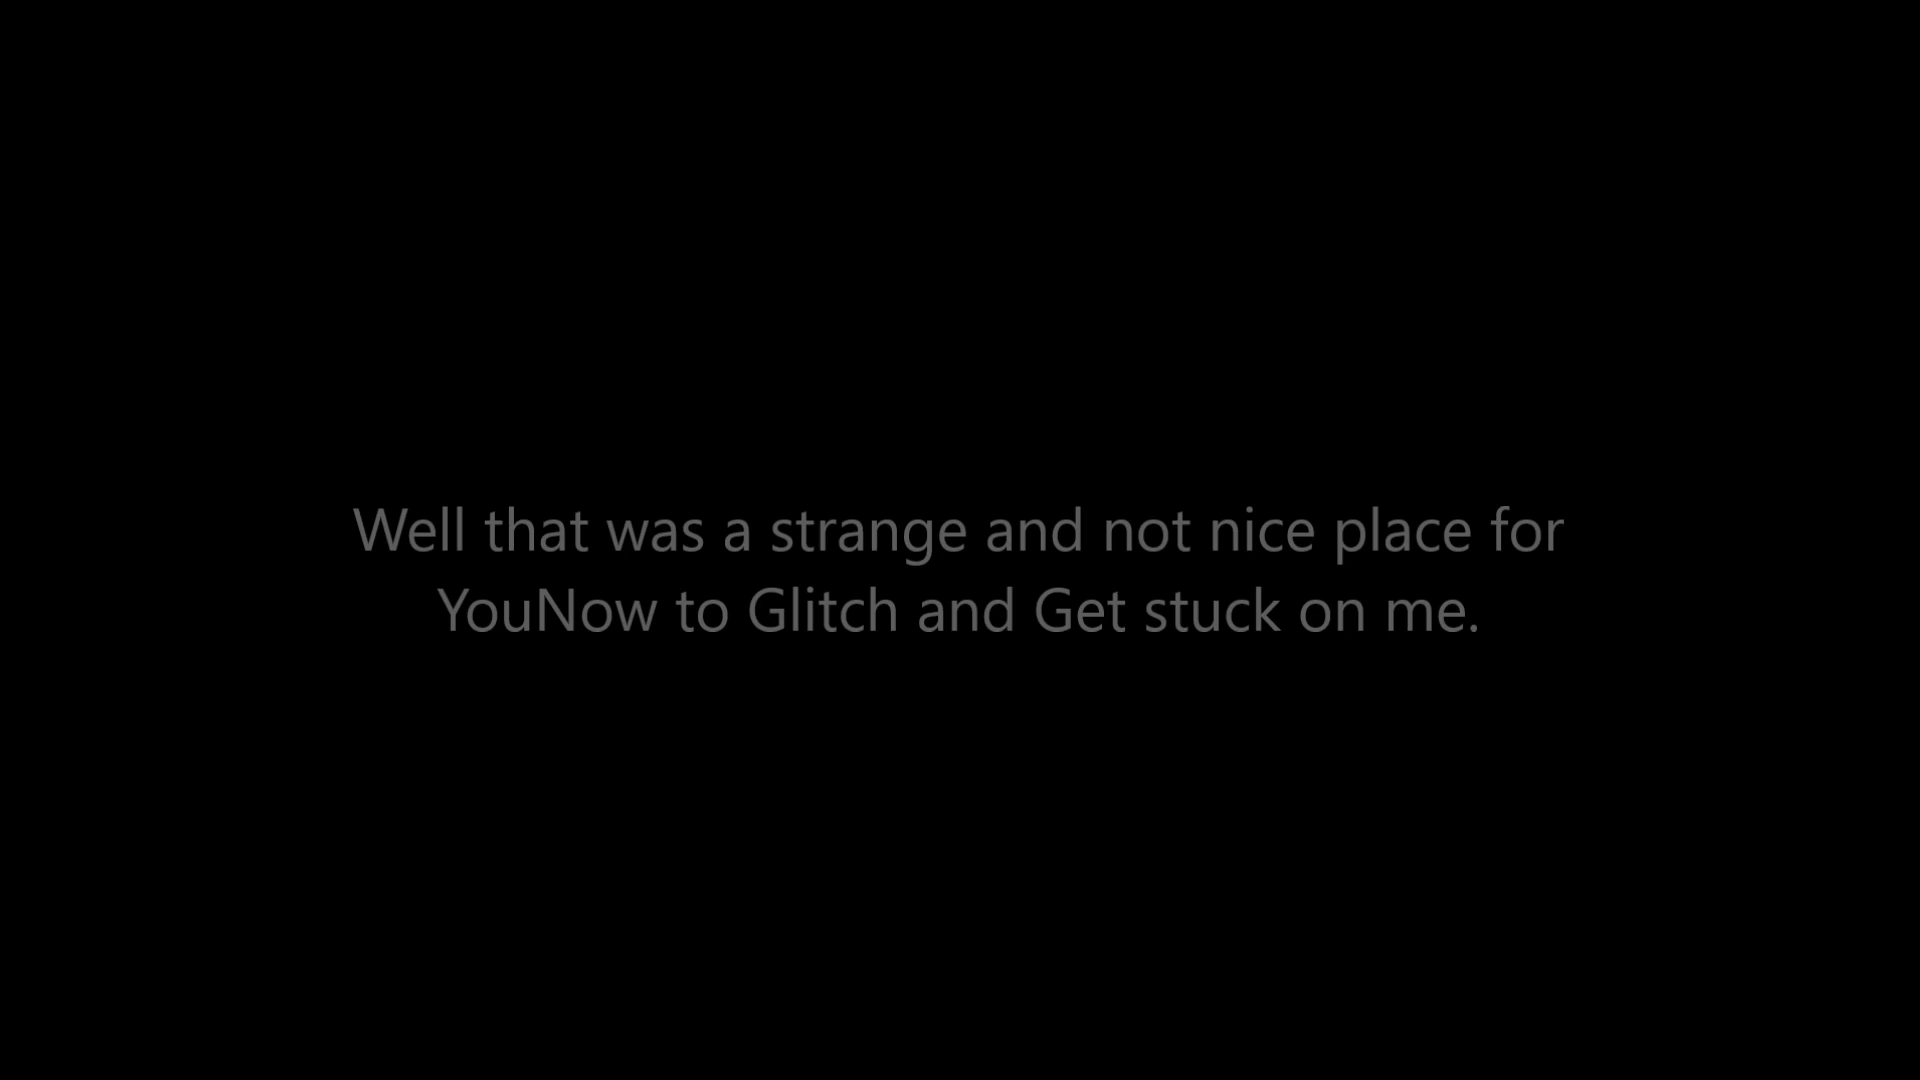 Well that was a strange and not nice place for
YouNow to Glitch and Get stuck on me.